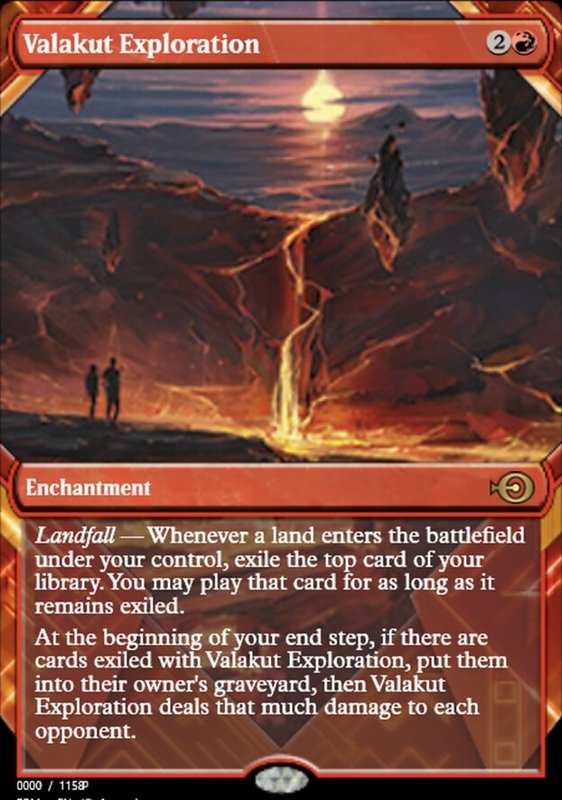 Valakut Exploration 2
Enchantment
Landfall — Whenever a land enters the battlefield
under your control, exile the top card of your
library. You may play that card for as long as it
remains exiled.
At the beginning of your end step, if there are
cards exiled with Valakut Exploration, put them
into their owner's graveyard, then Valakut
Exploration deals that much damage to each
opponent.
0000 / 1158P